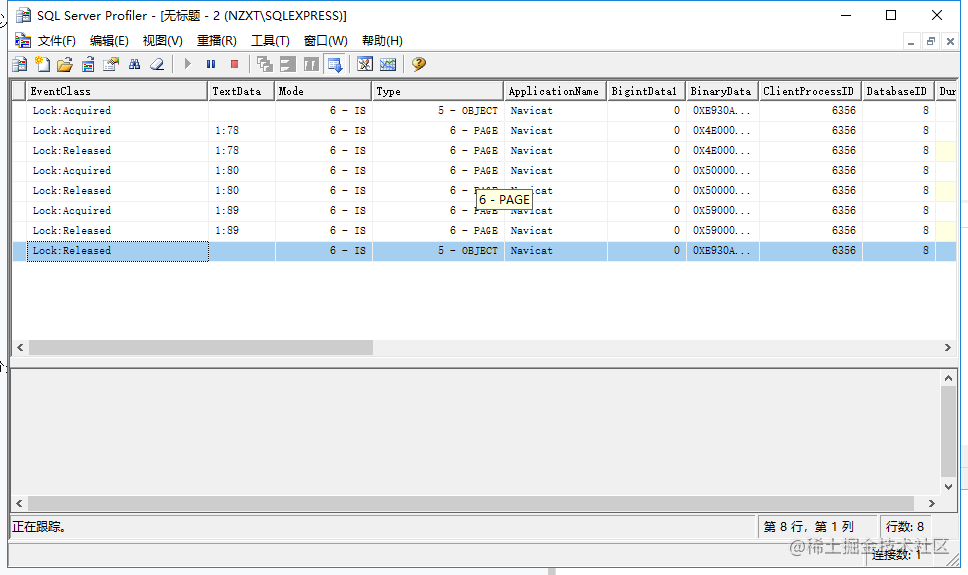 SQL Server Profiler - [无标题 - 2 (NZXT\SQLEXPRESS)]
文件(F) 编辑(E) 视图(V) 重播(R) 工具(T) 窗口(W) 帮助(H)
EventClass TextData Mode Type ApplicationName BigintData1 BinaryData ClientProcessID DatabaseID Dur
Lock:Acquired 6 - IS 5 - OBJECT Navicat 0 0XE930A... 6356 8
Lock:Acquired 1:78 6 - IS 6 - PAGE Navicat 0 0X4E000... 6356 8
Lock:Released 1:78 6 - IS 6 - PAGE Navicat 0 0X4E000... 6356 8
Lock:Acquired 1:80 6 - IS 6 - PAGE Navicat 0 0X50000... 6356 8
Lock:Released 1:80 6 - IS 6 - PAGE Navicat 0 0X50000... 6356 8
6 - PAGE
Lock:Acquired 1:89 6 - IS 6 - PAGE Navicat 0 0X59000... 6356 8
Lock:Released 1:89 6 - IS 6 - PAGE Navicat 0 0X59000... 6356 8
Lock:Released 6 - IS 5 - OBJECT Navicat 0 0XE930A... 6356 8
正在跟踪。 第 8 行，第 1 列 行数: 8
@稀土掘金技术社区
连接数: 1